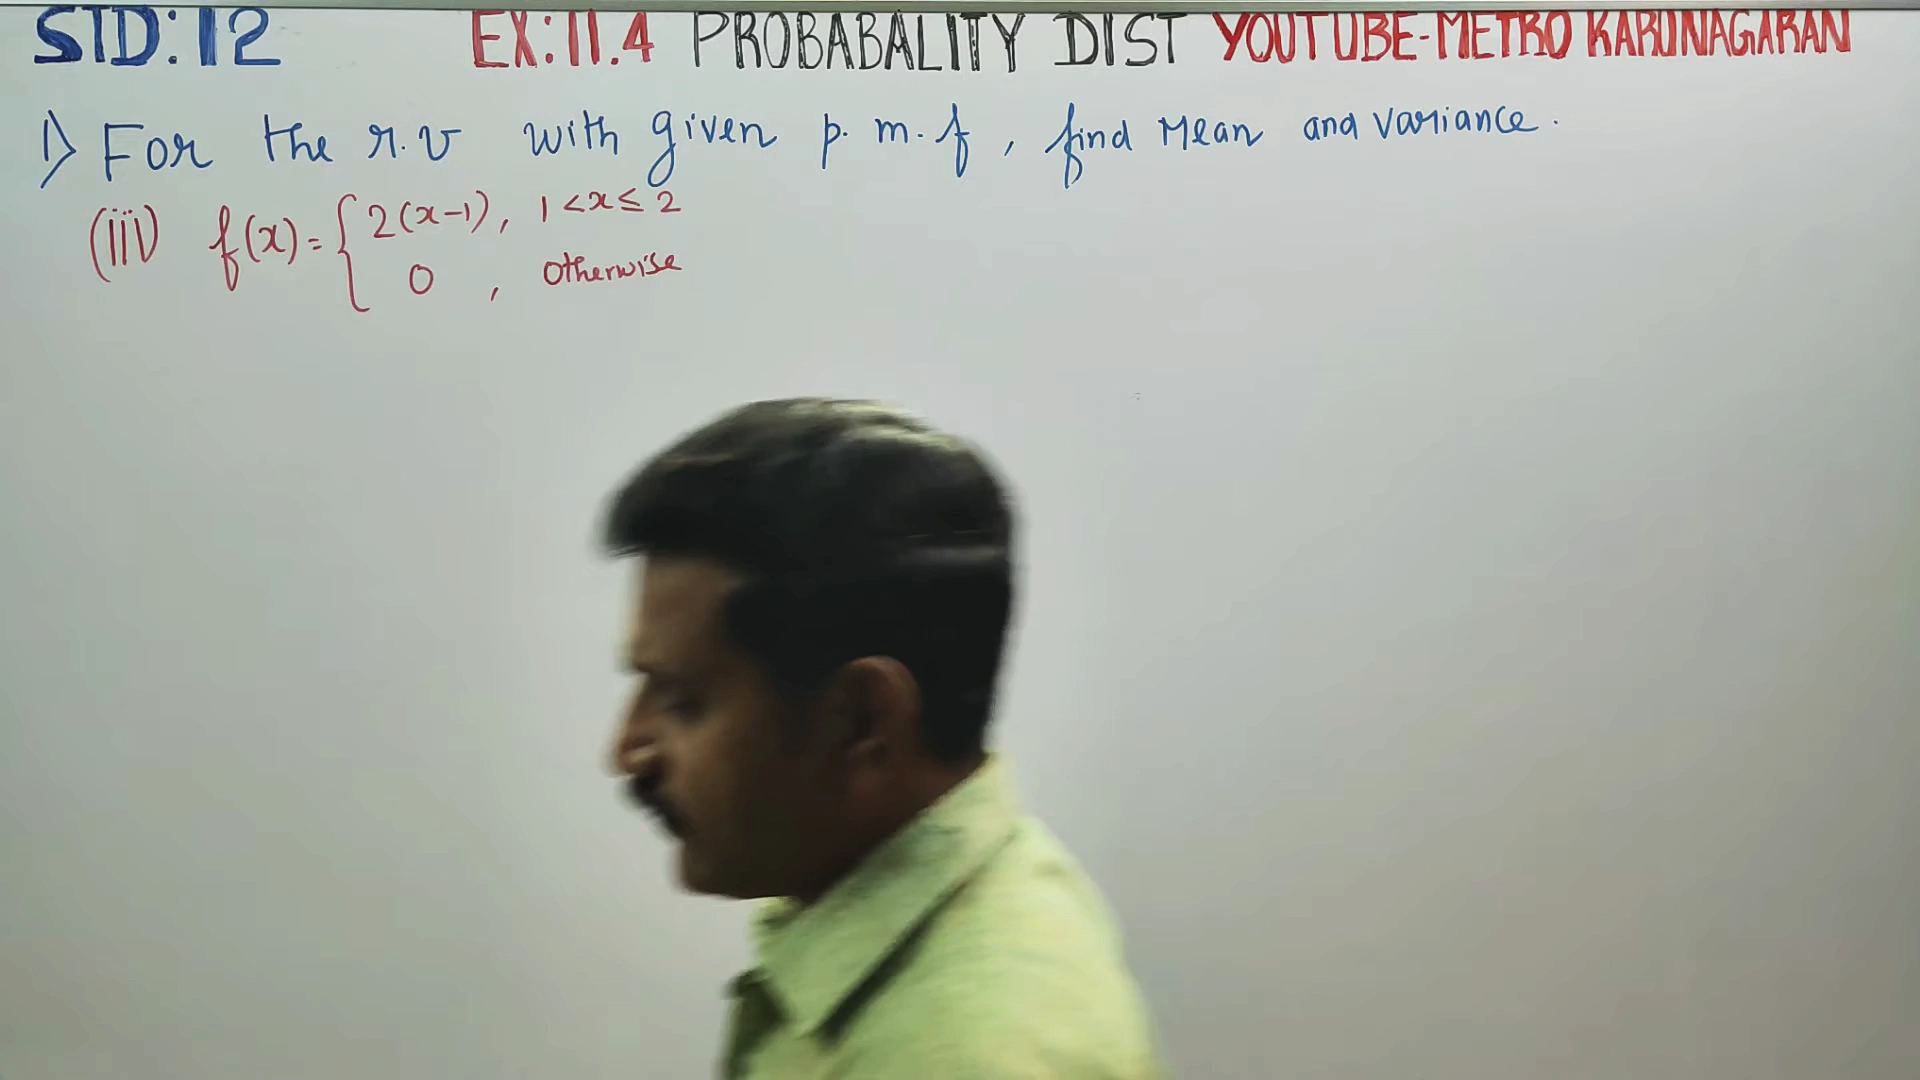 STD:12 EX:11.4 PROBABALITY DIST YOUTUBE-METRO KARUNAGARAN
1) For the r.v with given p.m.f, find Mean and variance.
(iii) f(x)= { 2(x-1), 1<x≤2
0 , otherwise